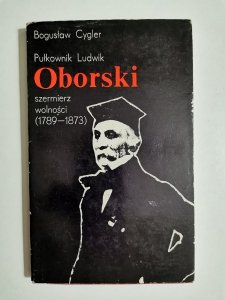 Bogusław Cygler
Pułkownik Ludwik
Oborski
szermierz
wolności
(1789—1873)